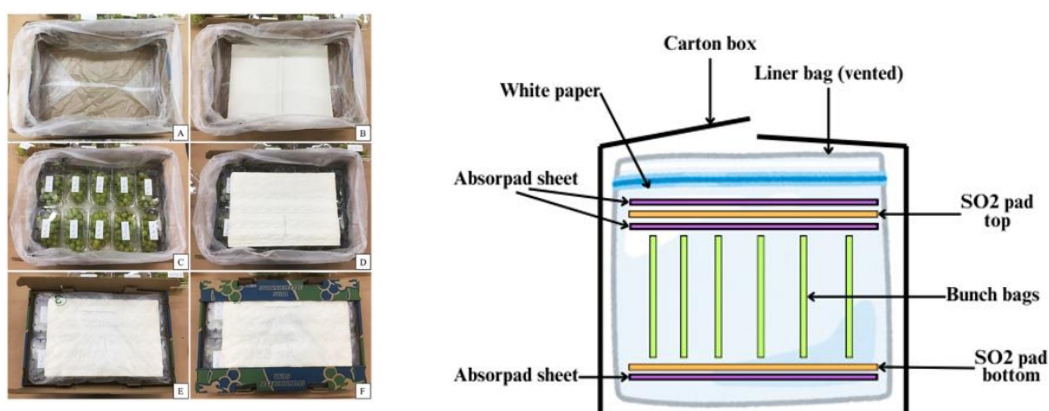 A
B
C
D
E
F
Carton box
Liner bag (vented)
White paper
Absorpad sheet
SO2 pad
top
Bunch bags
SO2 pad
bottom
Absorpad sheet